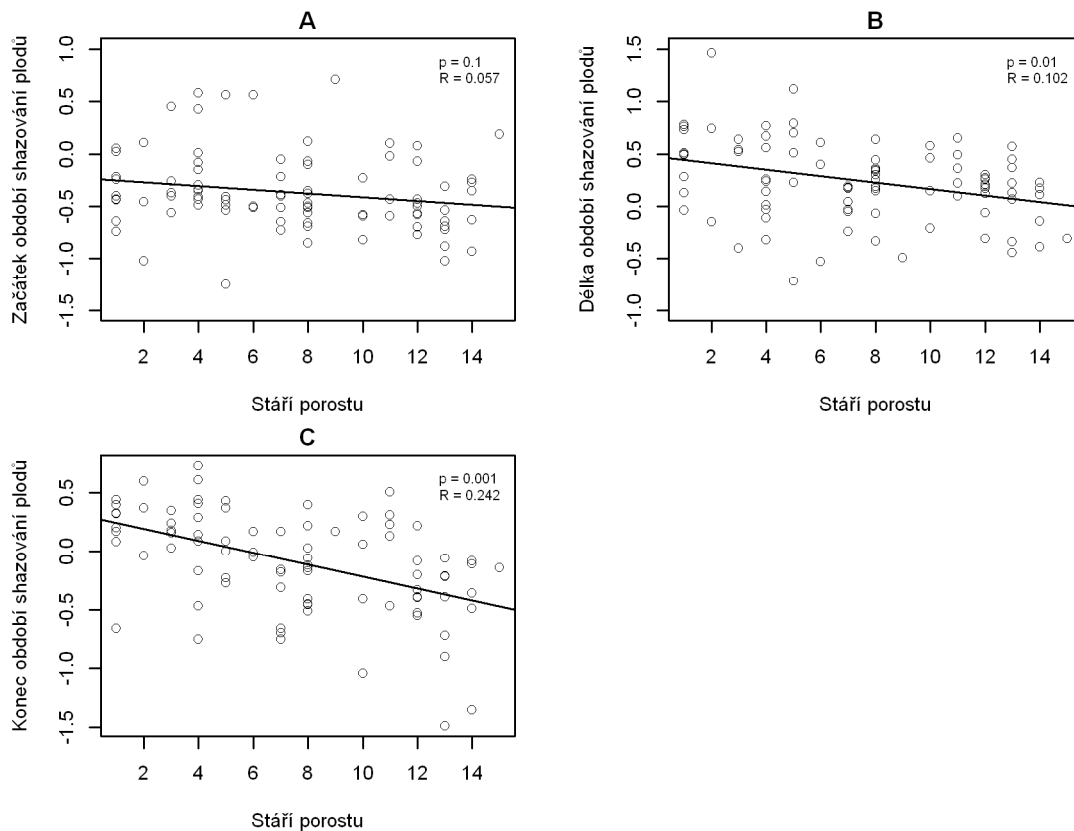 A
Začátek období shazování plodů
1.0
0.5
0.0
-0.5
-1.0
-1.5
p = 0.1
R = 0.057
2 4 6 8 10 12 14
Stáří porostu
B
Délka období shazování plodů
1.5
1.0
0.5
0.0
-0.5
-1.0
p = 0.01
R = 0.102
2 4 6 8 10 12 14
Stáří porostu
C
Konec období shazování plodů
0.5
0.0
-0.5
-1.0
-1.5
p = 0.001
R = 0.242
2 4 6 8 10 12 14
Stáří porostu